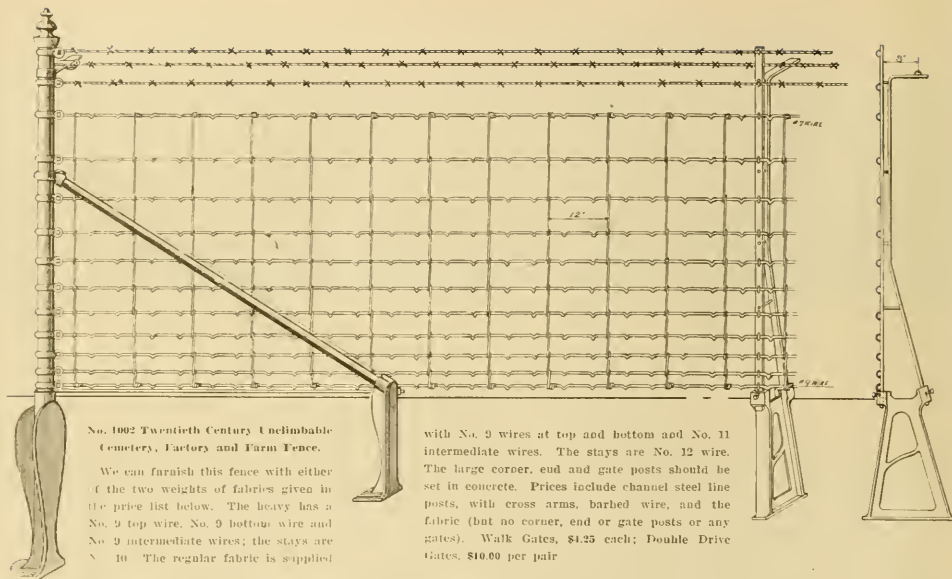 9"
#9 WIRE
12"
#9 WIRE
No. 1002 Twentieth Century Unclimbable
Cemetery, Factory and Farm Fence.
We can furnish this fence with either
of the two weights of fabrics given in
the price list below. The heavy has a
No. 9 top wire, No. 9 bottom wire and
No. 9 intermediate wires; the stays are
No. 10 The regular fabric is supplied
with No. 9 wires at top and bottom and No. 11
intermediate wires. The stays are No. 12 wire.
The large corner, end and gate posts should be
set in concrete. Prices include channel steel line
posts, with cross arms, barbed wire, and the
fabric (but no corner, end or gate posts or any
gates). Walk Gates, $4.25 each; Double Drive
Gates, $10.00 per pair